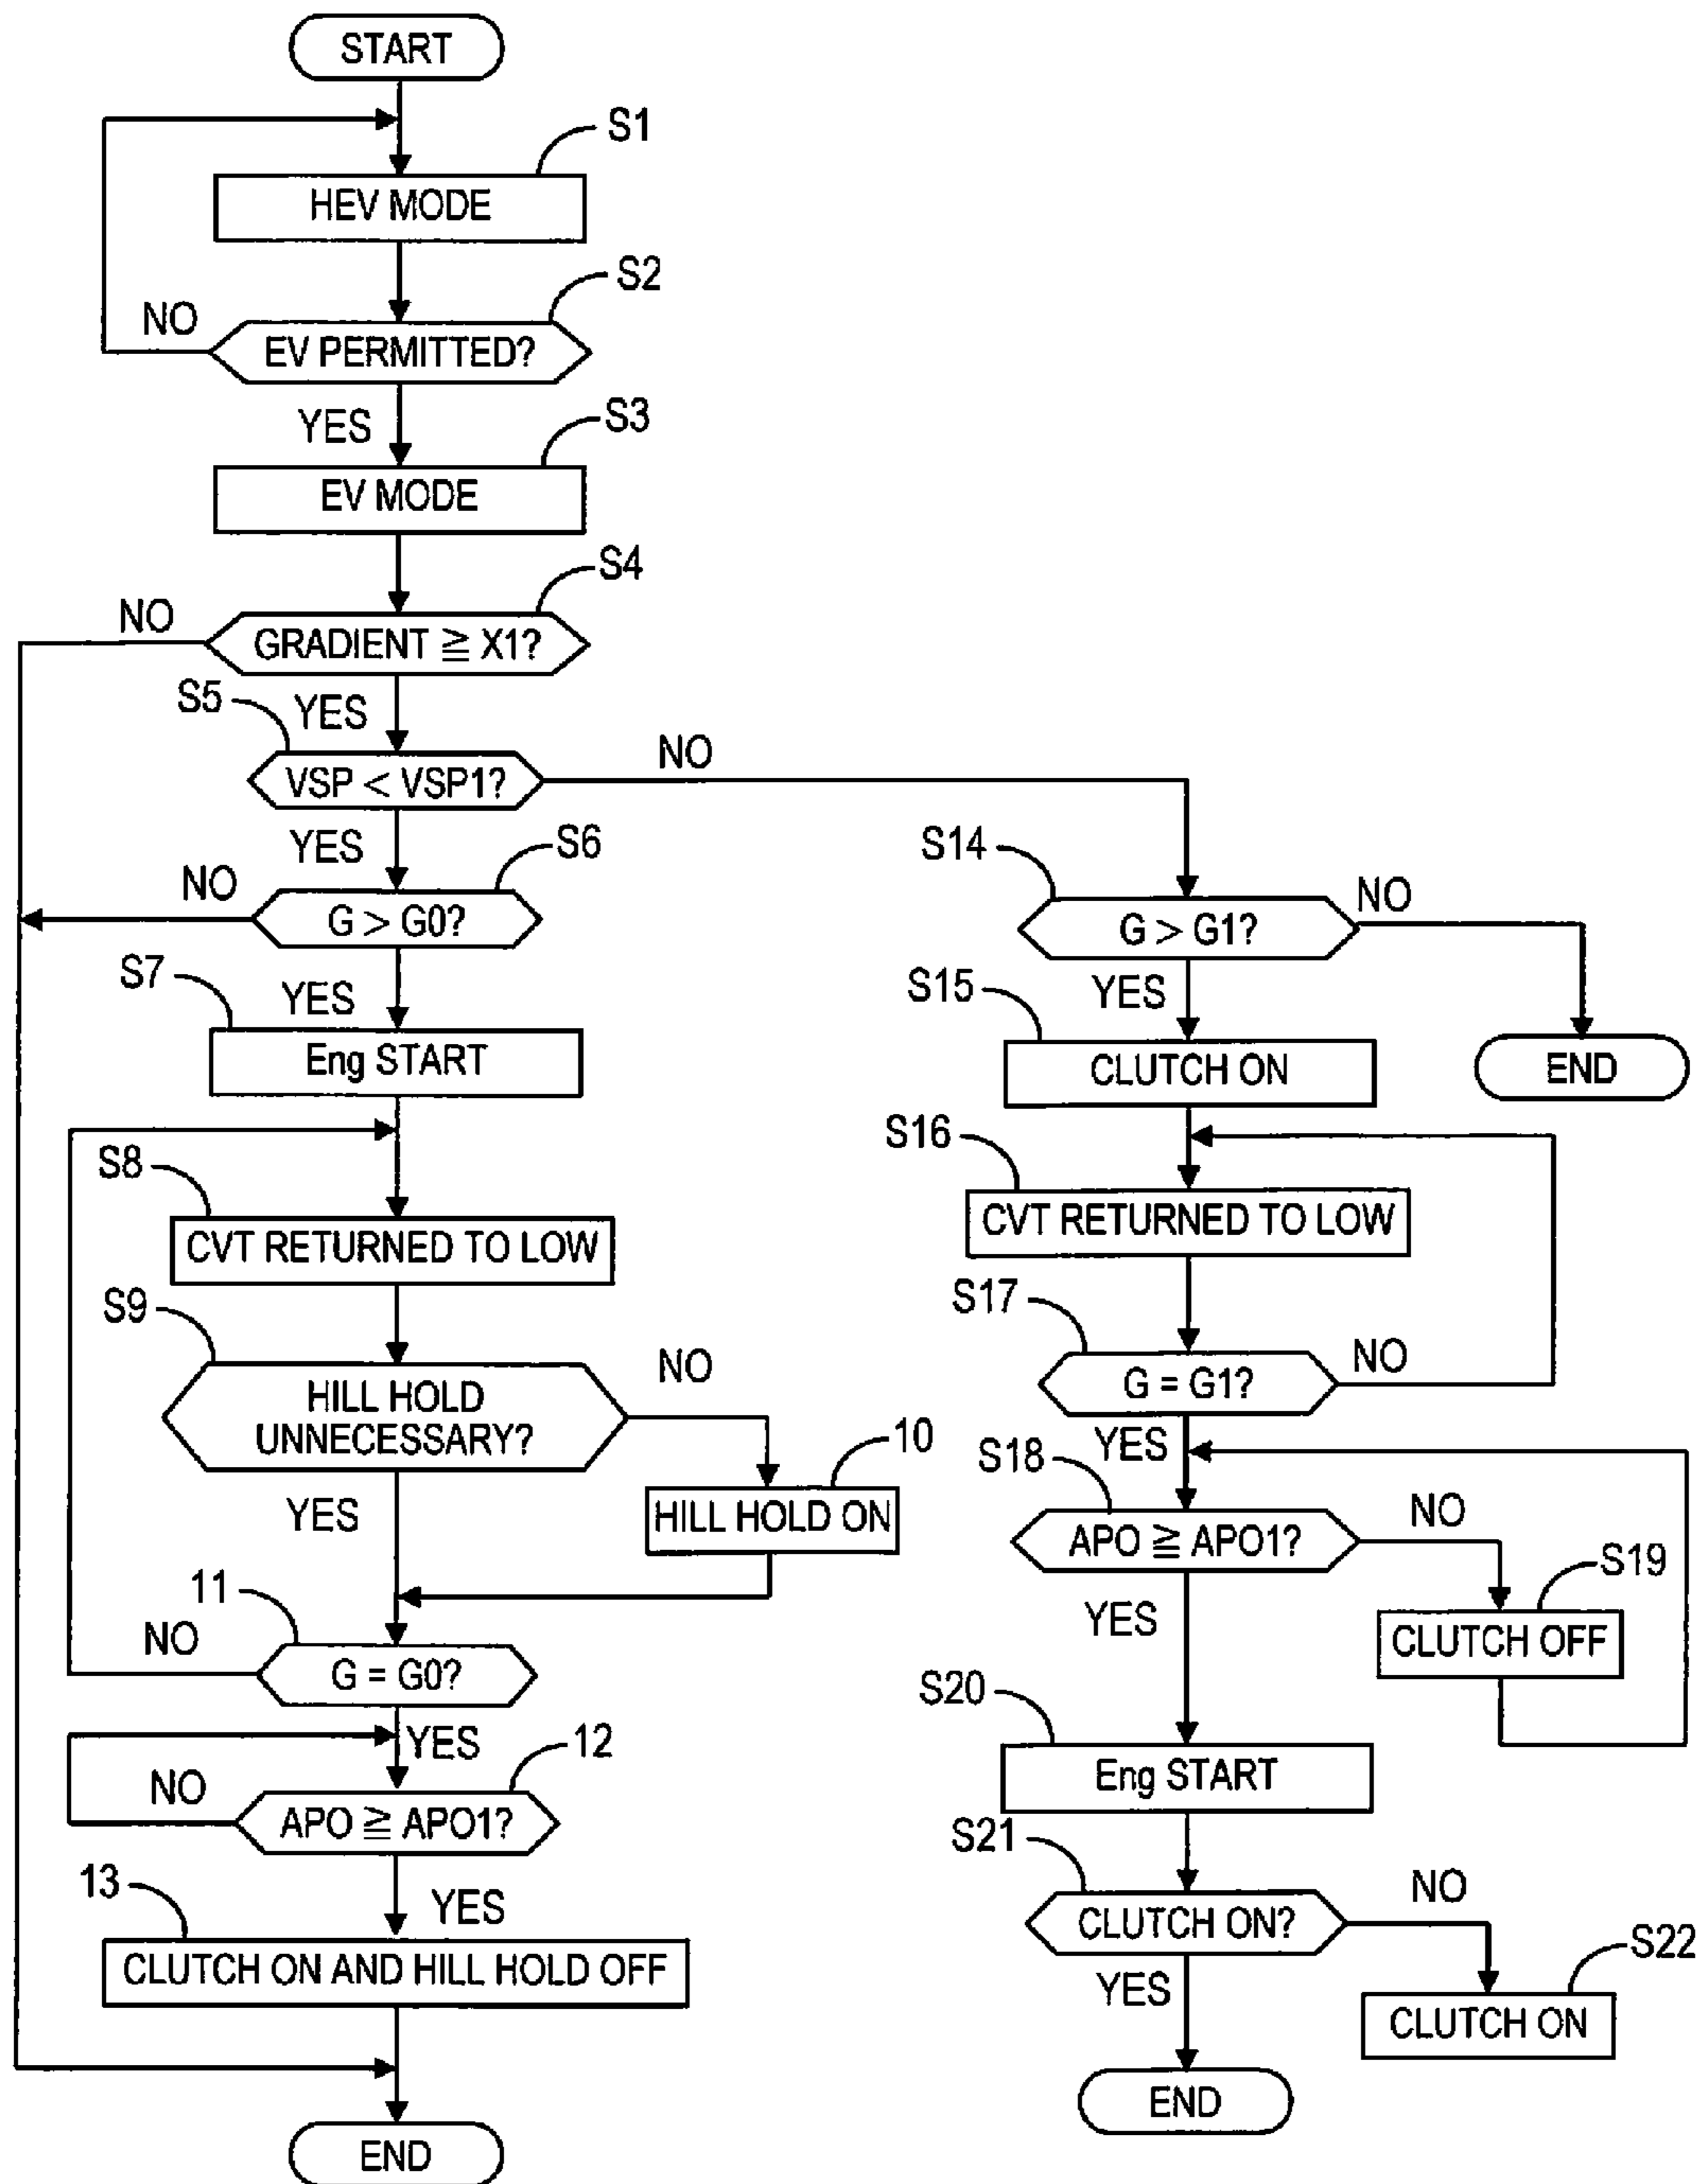 START
S1
HEV MODE
S2
NO
EV PERMITTED?
YES
S3
EV MODE
S4
NO
GRADIENT ≧ X1?
S5
YES
VSP < VSP1?
NO
YES
S6
NO
G > G0?
S7
YES
Eng START
S8
CVT RETURNED TO LOW
S9
HILL HOLD
UNNECESSARY?
NO
10
YES
HILL HOLD ON
11
NO
G = G0?
YES
12
NO
APO ≧ APO1?
13
YES
CLUTCH ON AND HILL HOLD OFF
END
S14
G > G1?
NO
S15
YES
CLUTCH ON
END
S16
CVT RETURNED TO LOW
S17
G = G1?
NO
YES
S18
APO ≧ APO1?
NO
S19
YES
CLUTCH OFF
S20
Eng START
S21
CLUTCH ON?
NO
S22
YES
CLUTCH ON
END